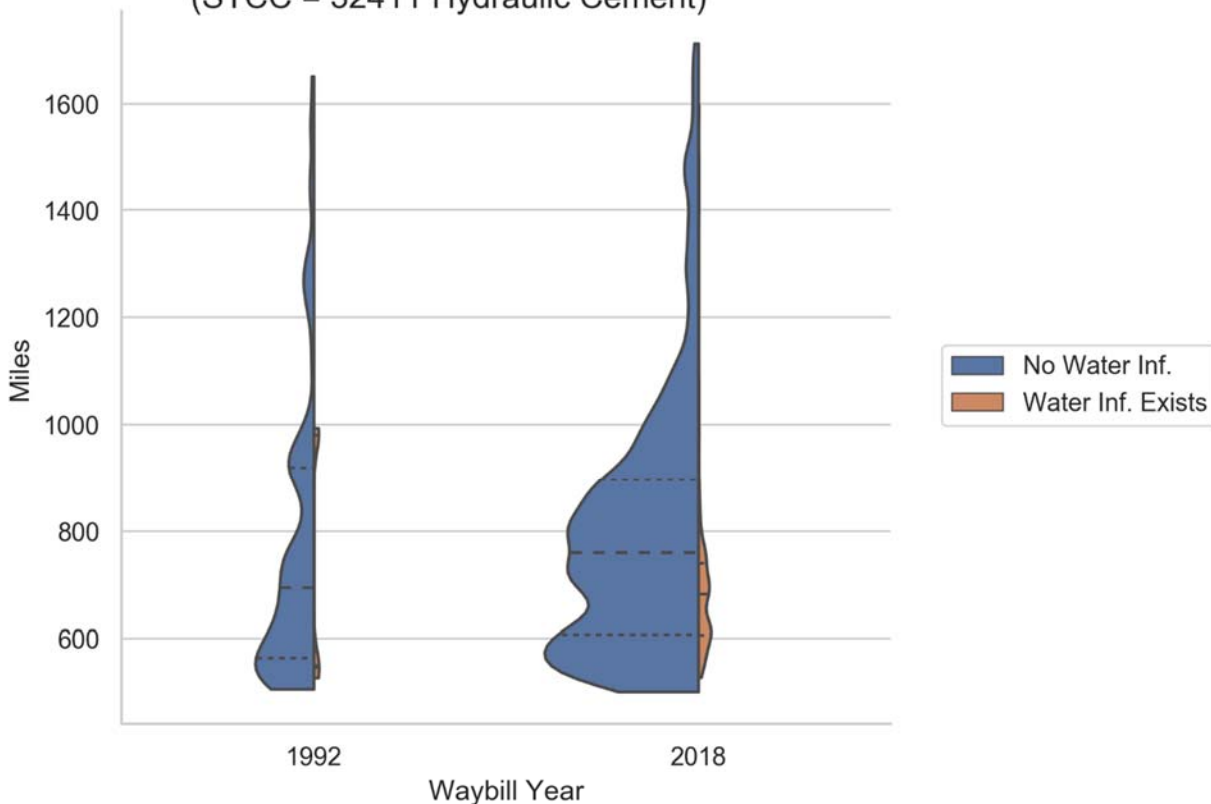 (STCC = 32411 Hydraulic Cement)
1600
1400
1200
1000
800
600
Miles
1992
2018
Waybill Year
No Water Inf.
Water Inf. Exists